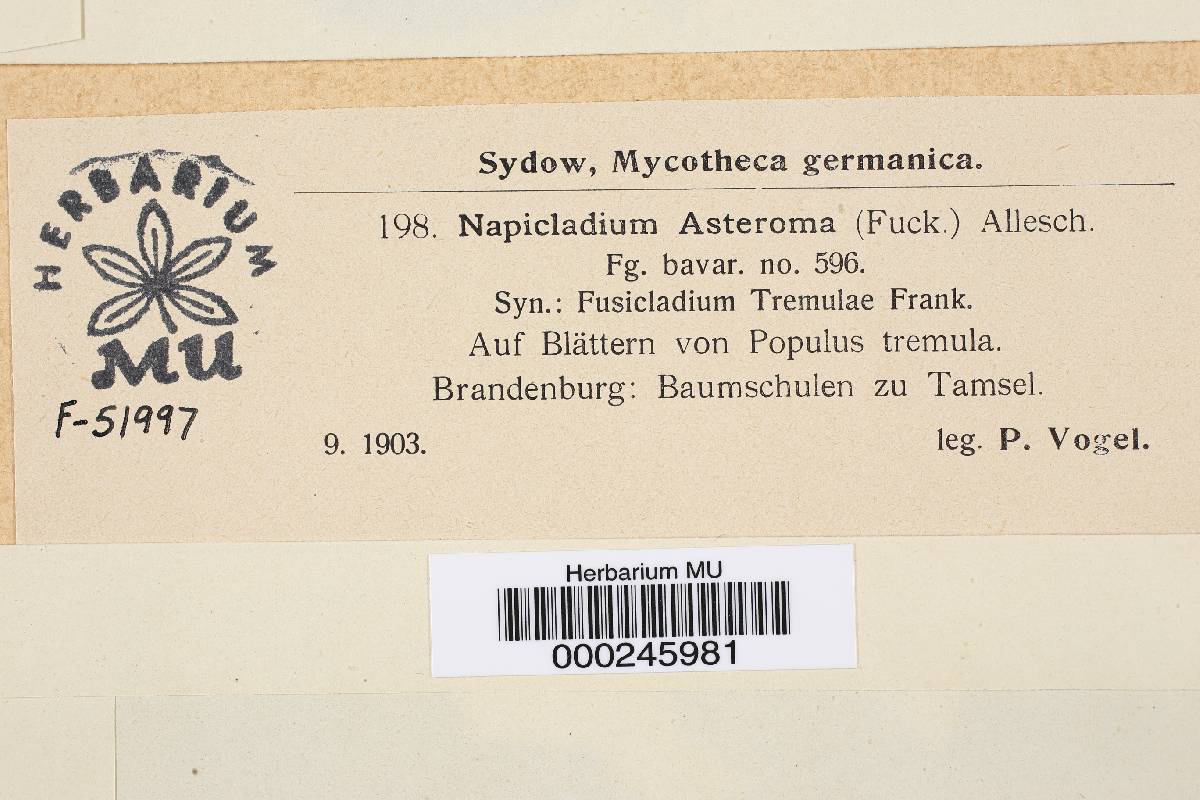 HERBARIUM
MU
F-51997
Sydow, Mycotheca germanica.
198. Napicladium Asteroma (Fuck.) Allesch.
Fg. bavar. no. 596.
Syn.: Fusicladium Tremulae Frank.
Auf Blättern von Populus tremula.
Brandenburg: Baumschulen zu Tamsel.
9. 1903. leg. P. Vogel.
Herbarium MU
000245981